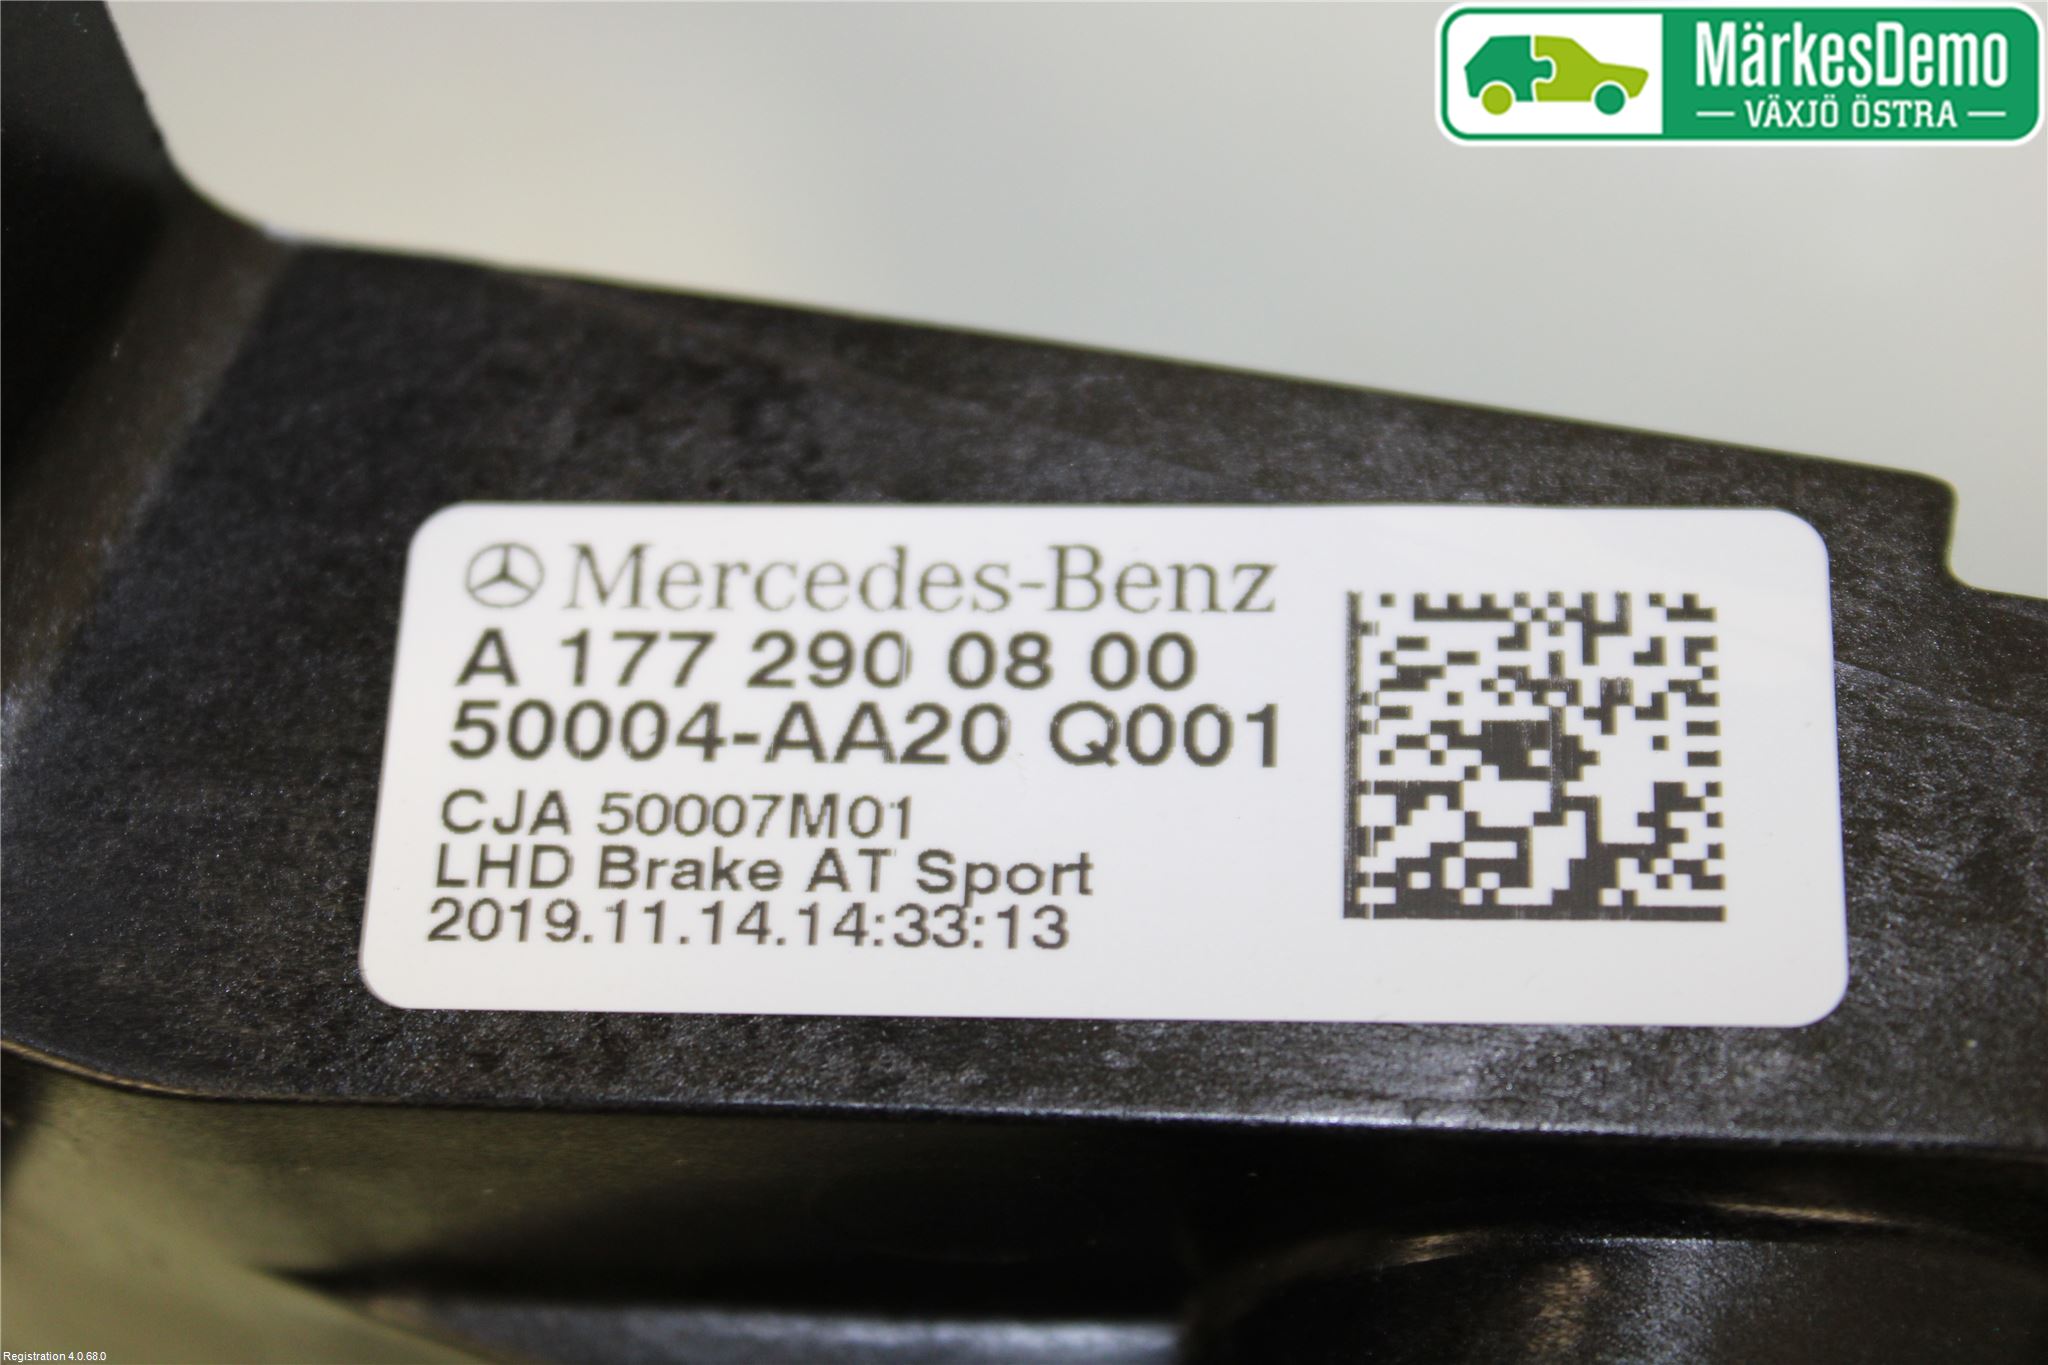 MärkesDemo
VÄXJÖ ÖSTRA
Mercedes-Benz
A 177 290 08 00
50004-AA20 Q001
CJA 50007M01
LHD Brake AT Sport
2019.11.14.14:33:13
Registration 4.0.68.0